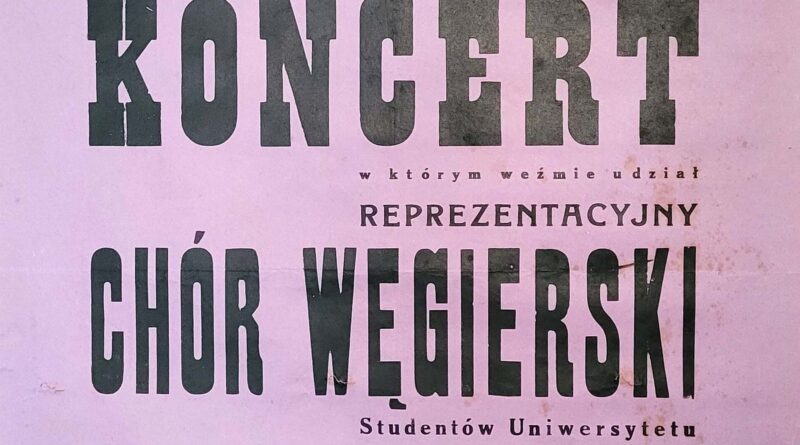 KONCERT
w którym weźmie udział
REPREZENTACYJNY
CHÓR WĘGIERSKI
Studentów Uniwersytetu